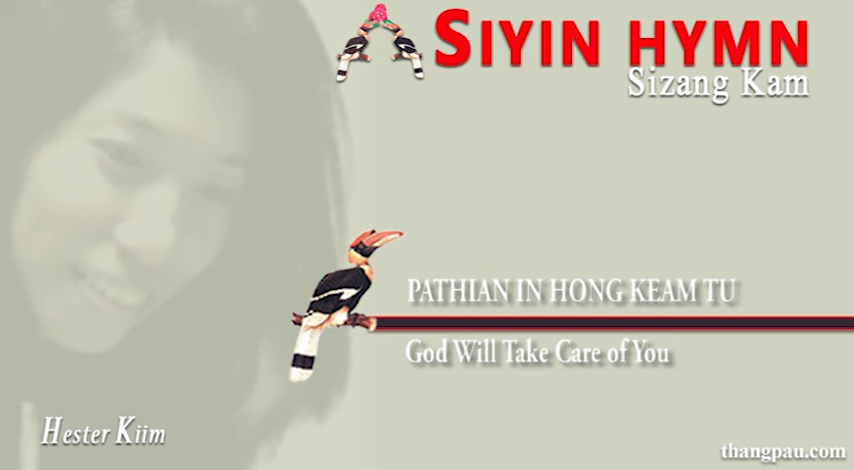 SIYIN HYMN
Sizang Kam
PATHIAN IN HONG KEAM TU
God Will Take Care of You
Hester Kiim
thangpau.com